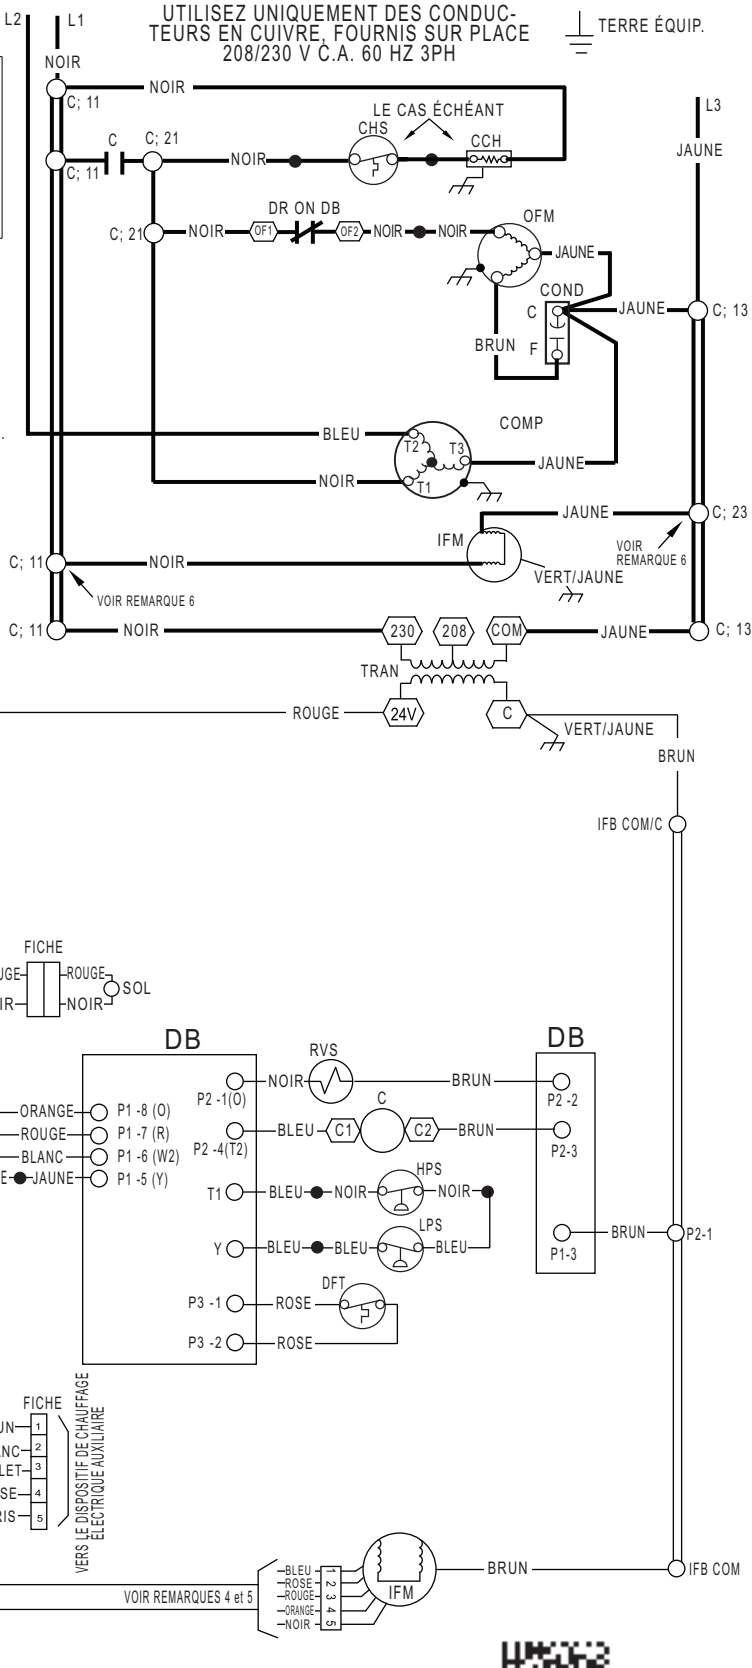 UTILISEZ UNIQUEMENT DES CONDUC-
TEURS EN CUIVRE, FOURNIS SUR PLACE
208/230 V C.A. 60 HZ 3PH
TERRE ÉQUIP.
L2
L1
NOIR
C; 11
NOIR
LE CAS ÉCHÉANT
L3
JAUNE
C
C; 11
C; 21
NOIR
CHS
CCH
C; 21
NOIR
OF1
DR ON DB
OF2
NOIR
NOIR
OFM
JAUNE
COND
C
F
JAUNE
C; 13
BRUN
BLEU
COMP
T2
T3
T1
JAUNE
NOIR
JAUNE
C; 23
IFM
VOIR
REMARQUE 6
C; 11
NOIR
VERT/JAUNE
VOIR REMARQUE 6
C; 11
NOIR
230
208
COM
JAUNE
C; 13
TRAN
ROUGE
24V
C
VERT/JAUNE
BRUN
IFB COM/C
FICHE
UGE
ROUGE
SOL
IR
NOIR
DB
DB
RVS
P2 -1(O)
NOIR
BRUN
P2 -2
C
ORANGE
P1 -8 (O)
ROUGE
P1 -7 (R)
BLANC
P1 -6 (W2)
E
JAUNE
P1 -5 (Y)
P2 -4(T2)
BLEU
C1
C2
BRUN
P2-3
T1
BLEU
NOIR
HPS
NOIR
Y
BLEU
BLEU
LPS
BLEU
P1-3
BRUN
P2-1
DFT
P3 -1
ROSE
P3 -2
ROSE
FICHE
UN
1
NC
2
LET
3
SE
4
RIS
5
VERS LE DISPOSITIF DE CHAUFFAGE
ÉLECTRIQUE AUXILIAIRE
VOIR REMARQUES 4 et 5
BLEU
1
ROSE
2
ROUGE
3
ORANGE
4
NOIR
5
IFM
BRUN
IFB COM